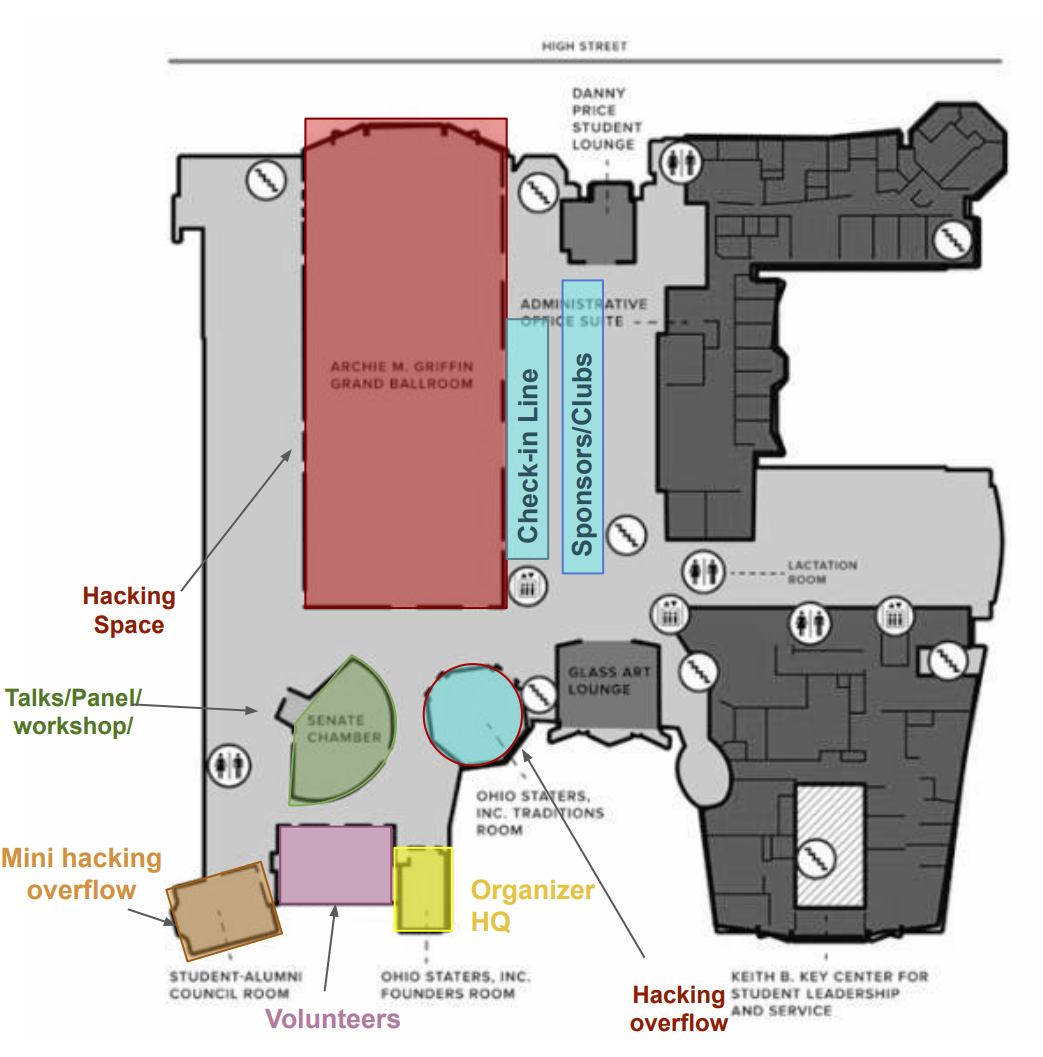 HIGH STREET
DANNY
PRICE
STUDENT
LOUNGE
ADMINISTRATIVE
OFFICE SUITE
ARCHIE M. GRIFFIN
GRAND BALLROOM
Check-in Line
Sponsors/Clubs
LACTATION
ROOM
Hacking
Space
GLASS ART
LOUNGE
Talks/Panel/
workshop/
SENATE
CHAMBER
OHIO STATERS,
INC. TRADITIONS
ROOM
Mini hacking
overflow
Organizer
HQ
STUDENT-ALUMNI
COUNCIL ROOM
OHIO STATERS, INC.
FOUNDERS ROOM
Volunteers
Hacking
overflow
KEITH B. KEY CENTER FOR
STUDENT LEADERSHIP
AND SERVICE